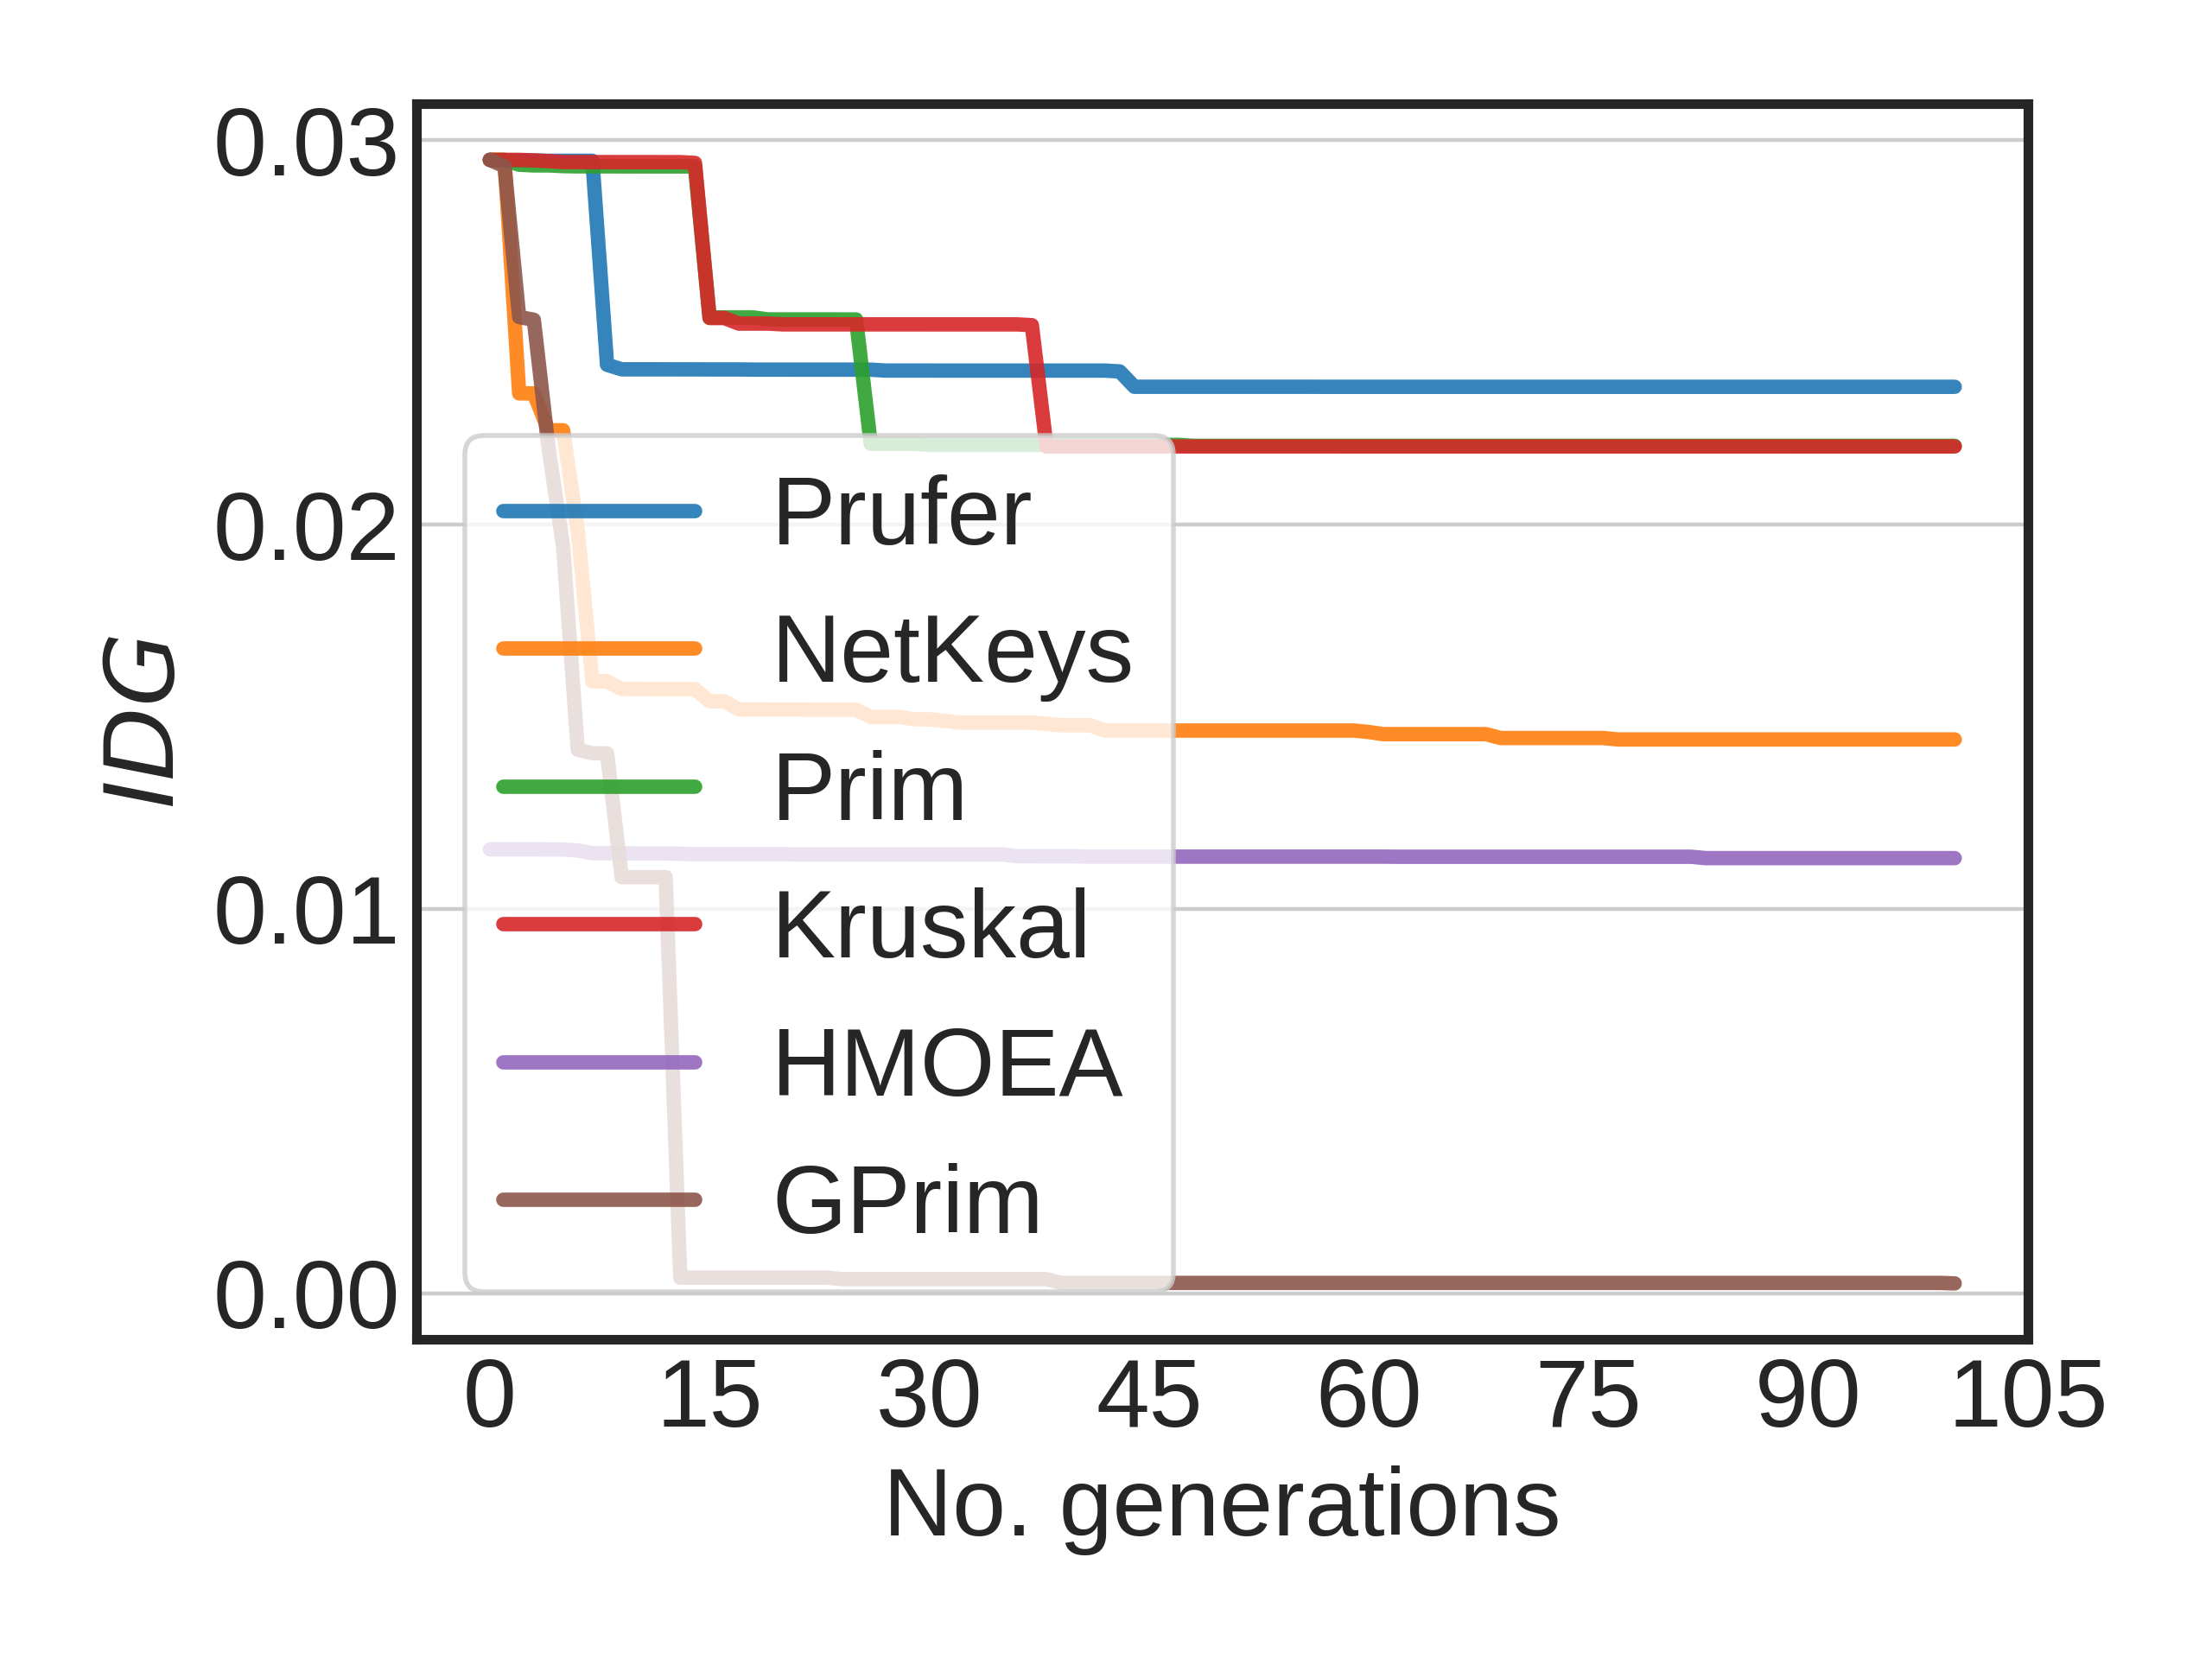 0.03
0.02
0.01
0.00
IDG
Prufer
NetKeys
Prim
Kruskal
HMOEA
GPrim
0 15 30 45 60 75 90 105
No. generations